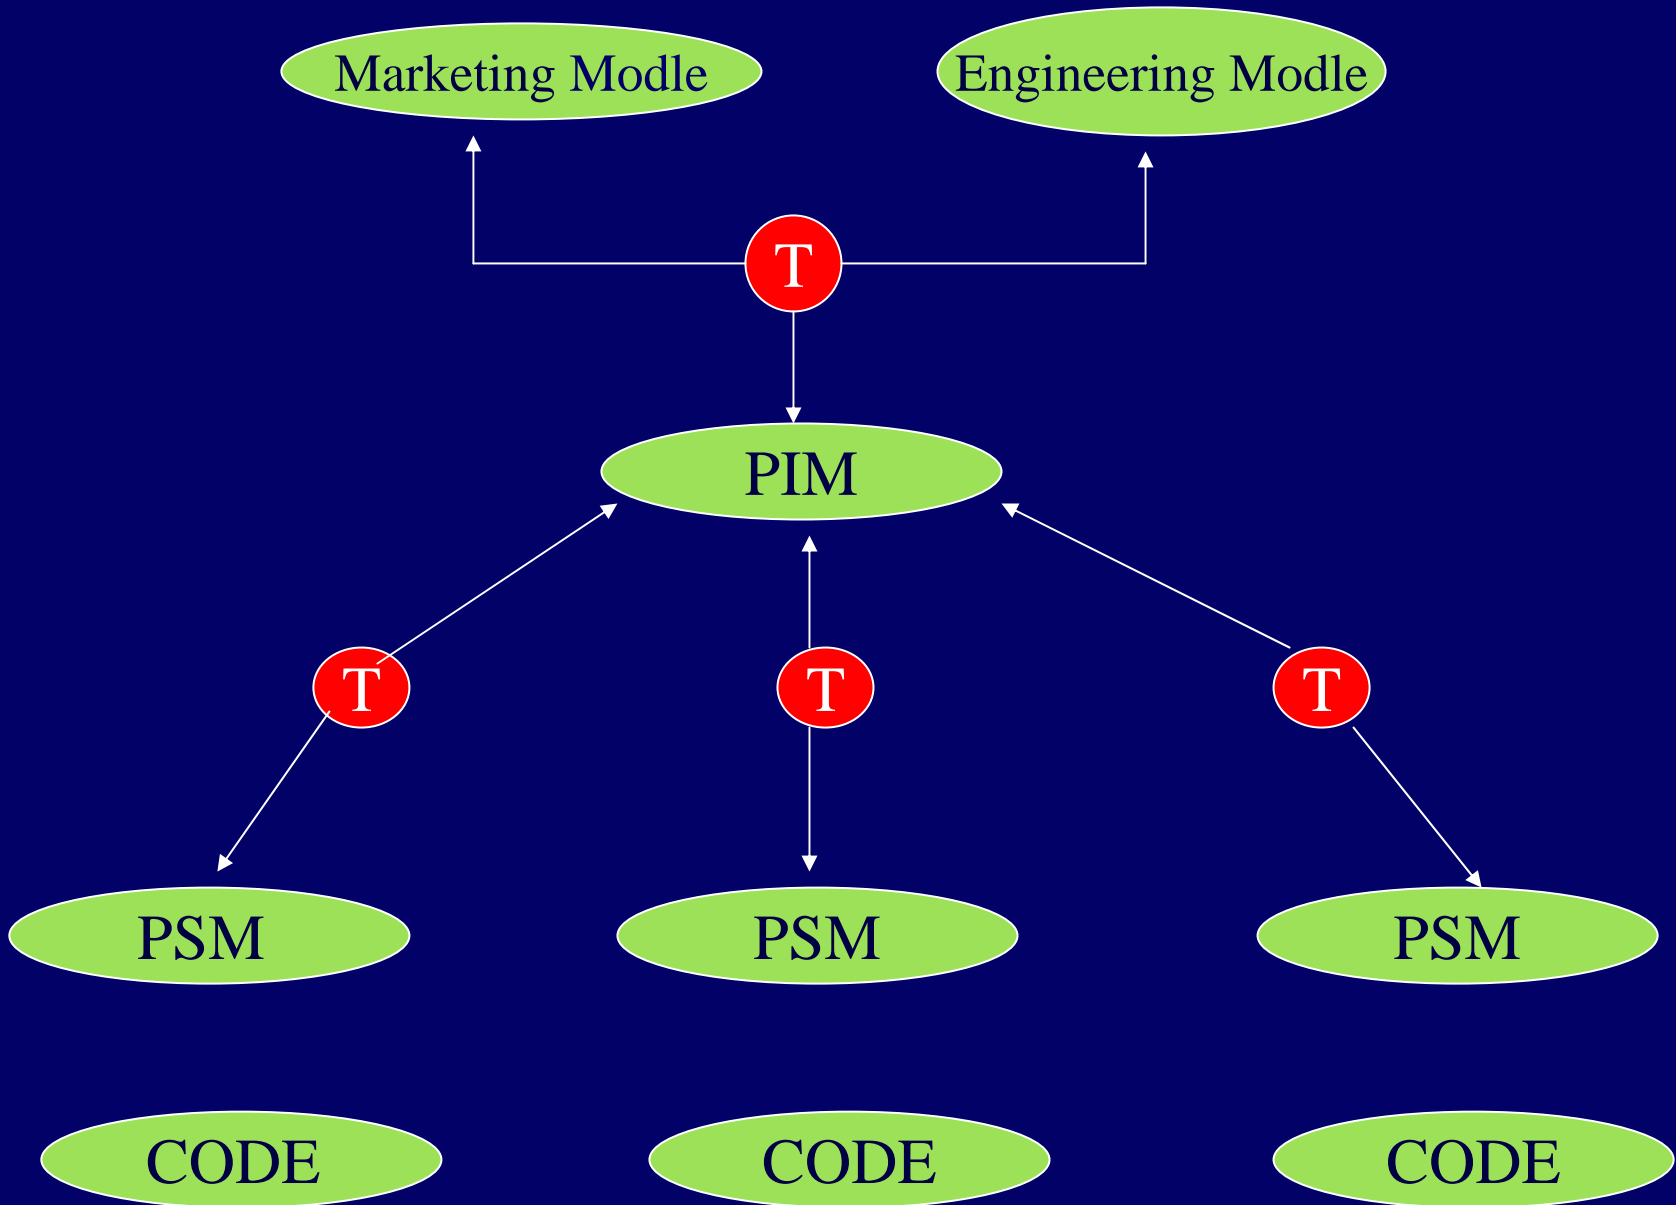 Marketing Modle
Engineering Modle
T
PIM
T
T
T
PSM
PSM
PSM
CODE
CODE
CODE